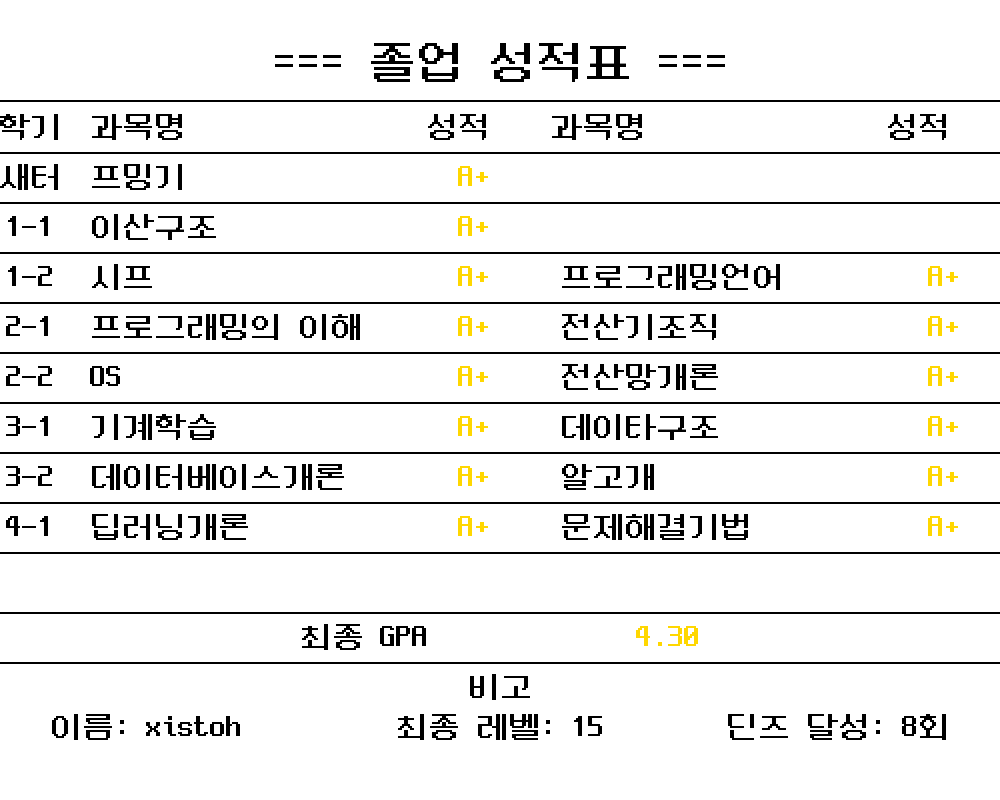 === 졸업 성적표 ===
학기 과목명 성적 과목명 성적
새터 프밍기 A+
1-1 이산구조 A+
1-2 시프 A+ 프로그래밍언어 A+
2-1 프로그래밍의 이해 A+ 전산기조직 A+
2-2 OS A+ 전산망개론 A+
3-1 기계학습 A+ 데이타구조 A+
3-2 데이터베이스개론 A+ 알고개 A+
4-1 딥러닝개론 A+ 문제해결기법 A+
최종 GPA 4.30
비고
이름: xistoh 최종 레벨: 15 딘즈 달성: 8회